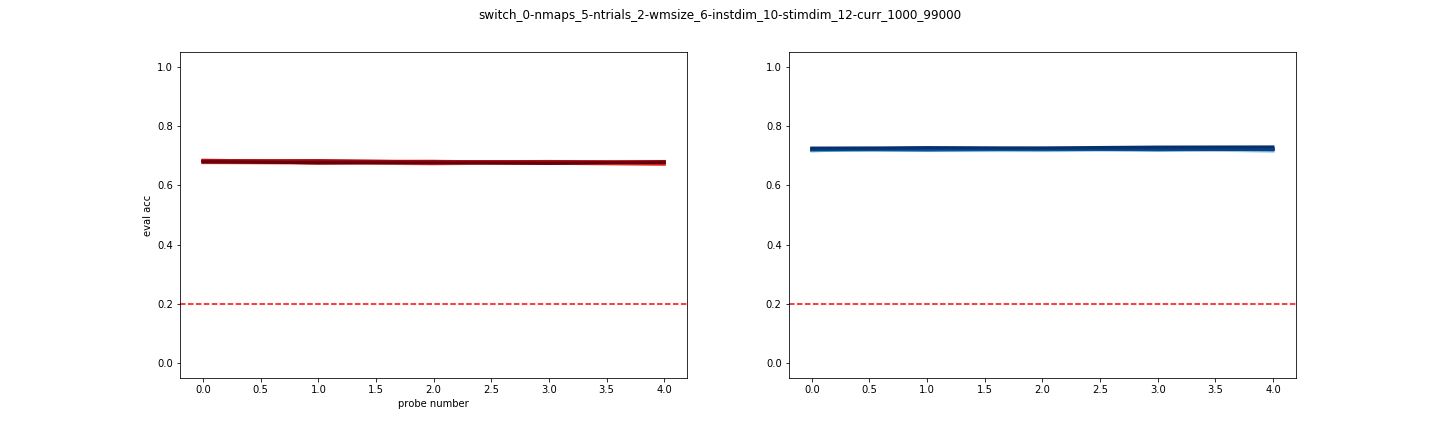 switch_0-nmaps_5-ntrials_2-wmsize_6-instdim_10-stimdim_12-curr_1000_99000
1.0
0.8
0.6
0.4
0.2
0.0
eval acc
0.0 0.5 1.0 1.5 2.0 2.5 3.0 3.5 4.0
probe number
1.0
0.8
0.6
0.4
0.2
0.0
0.0 0.5 1.0 1.5 2.0 2.5 3.0 3.5 4.0